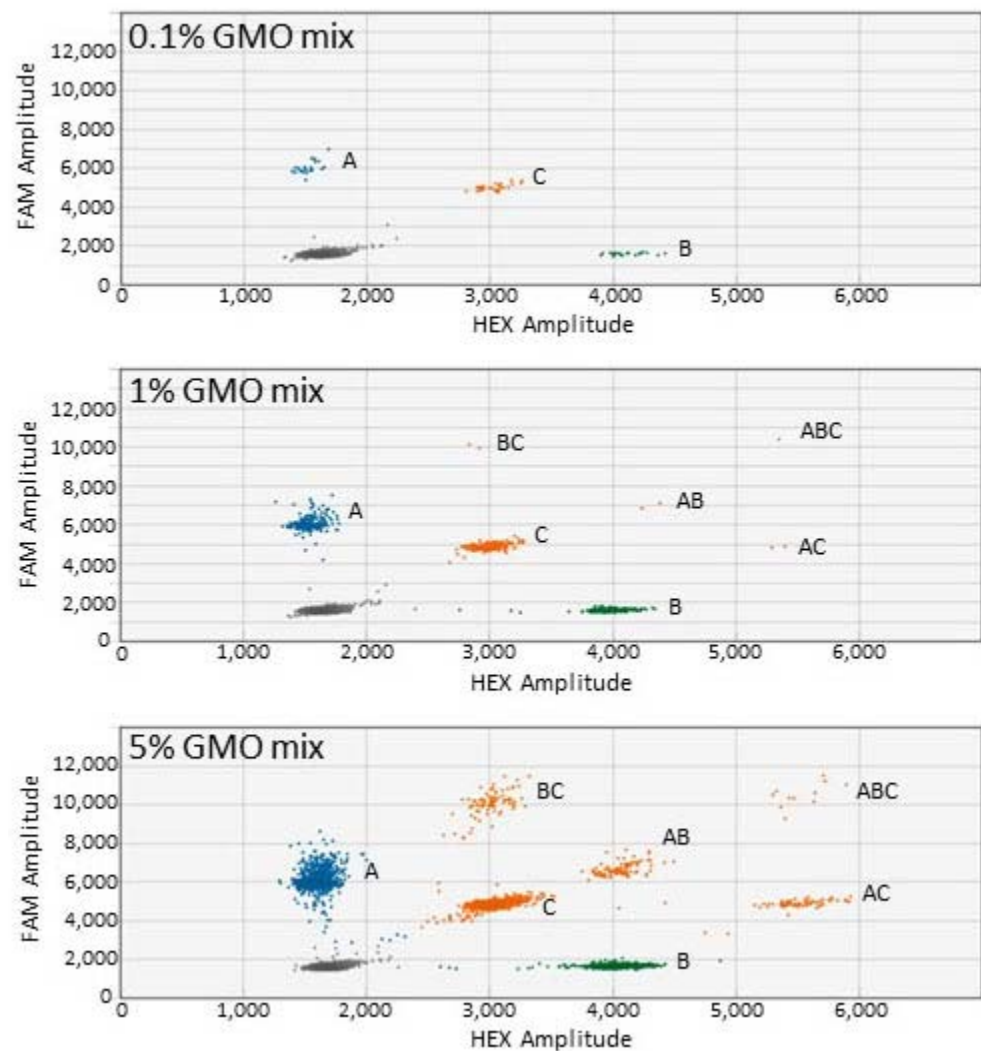 0.1% GMO mix
FAM Amplitude
12,000
10,000
8,000
6,000
4,000
2,000
0
A
C
B
0 1,000 2,000 3,000 4,000 5,000 6,000
HEX Amplitude
1% GMO mix
FAM Amplitude
12,000
10,000
8,000
6,000
4,000
2,000
0
BC
ABC
A
AB
C
AC
B
0 1,000 2,000 3,000 4,000 5,000 6,000
HEX Amplitude
5% GMO mix
FAM Amplitude
12,000
10,000
8,000
6,000
4,000
2,000
0
BC
ABC
AB
A
C
AC
B
0 1,000 2,000 3,000 4,000 5,000 6,000
HEX Amplitude